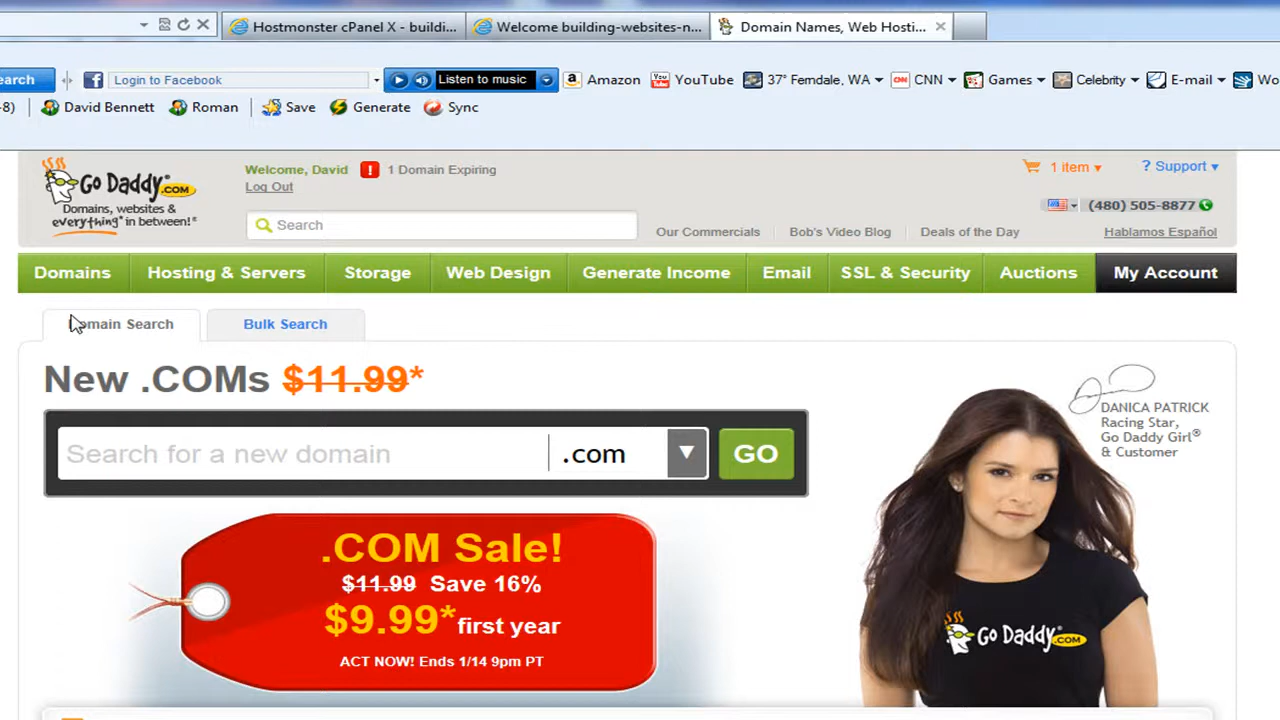 Hostmonster cPanel X - buildi...
Welcome building-websites-n...
Domain Names, Web Hosti...
earch
Login to Facebook
Listen to music
Amazon
You Tube YouTube
37° Ferndale, WA
CNN
Games
Celebrity
E-mail
Wo
-8)
David Bennett
Roman
Save
Generate
Sync
Go Daddy.COM
Domains, websites &
everything* in between!®
Welcome, David
! 1 Domain Expiring
Log Out
Search
1 item
? Support
(480) 505-8877
Our Commercials
Bob's Video Blog
Deals of the Day
Hablamos Español
Domains
Hosting & Servers
Storage
Web Design
Generate Income
Email
SSL & Security
Auctions
My Account
Domain Search
Bulk Search
New .COMs $11.99*
Search for a new domain
.com
GO
DANICA PATRICK
Racing Star,
Go Daddy Girl®
& Customer
.COM Sale!
$11.99 Save 16%
$9.99* first year
ACT NOW! Ends 1/14 9pm PT
Go Daddy.COM